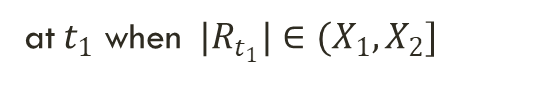 at t₁ when |R_{t₁}| ∈ (X₁, X₂]